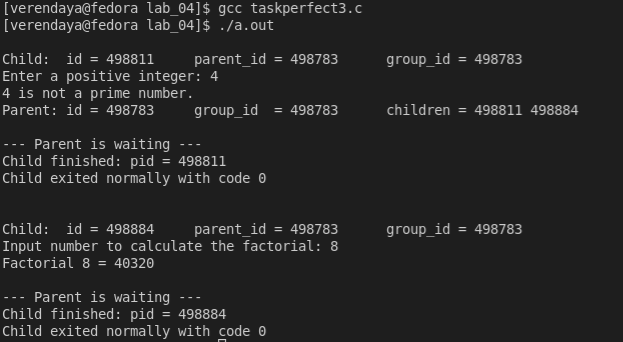 [verendaya@fedora lab_04]$ gcc taskperfect3.c
[verendaya@fedora lab_04]$ ./a.out
Child:  id = 498811     parent_id = 498783      group_id = 498783
Enter a positive integer: 4
4 is not a prime number.
Parent: id = 498783     group_id  = 498783      children = 498811 498884
--- Parent is waiting ---
Child finished: pid = 498811
Child exited normally with code 0
Child:  id = 498884     parent_id = 498783      group_id = 498783
Input number to calculate the factorial: 8
Factorial 8 = 40320
--- Parent is waiting ---
Child finished: pid = 498884
Child exited normally with code 0